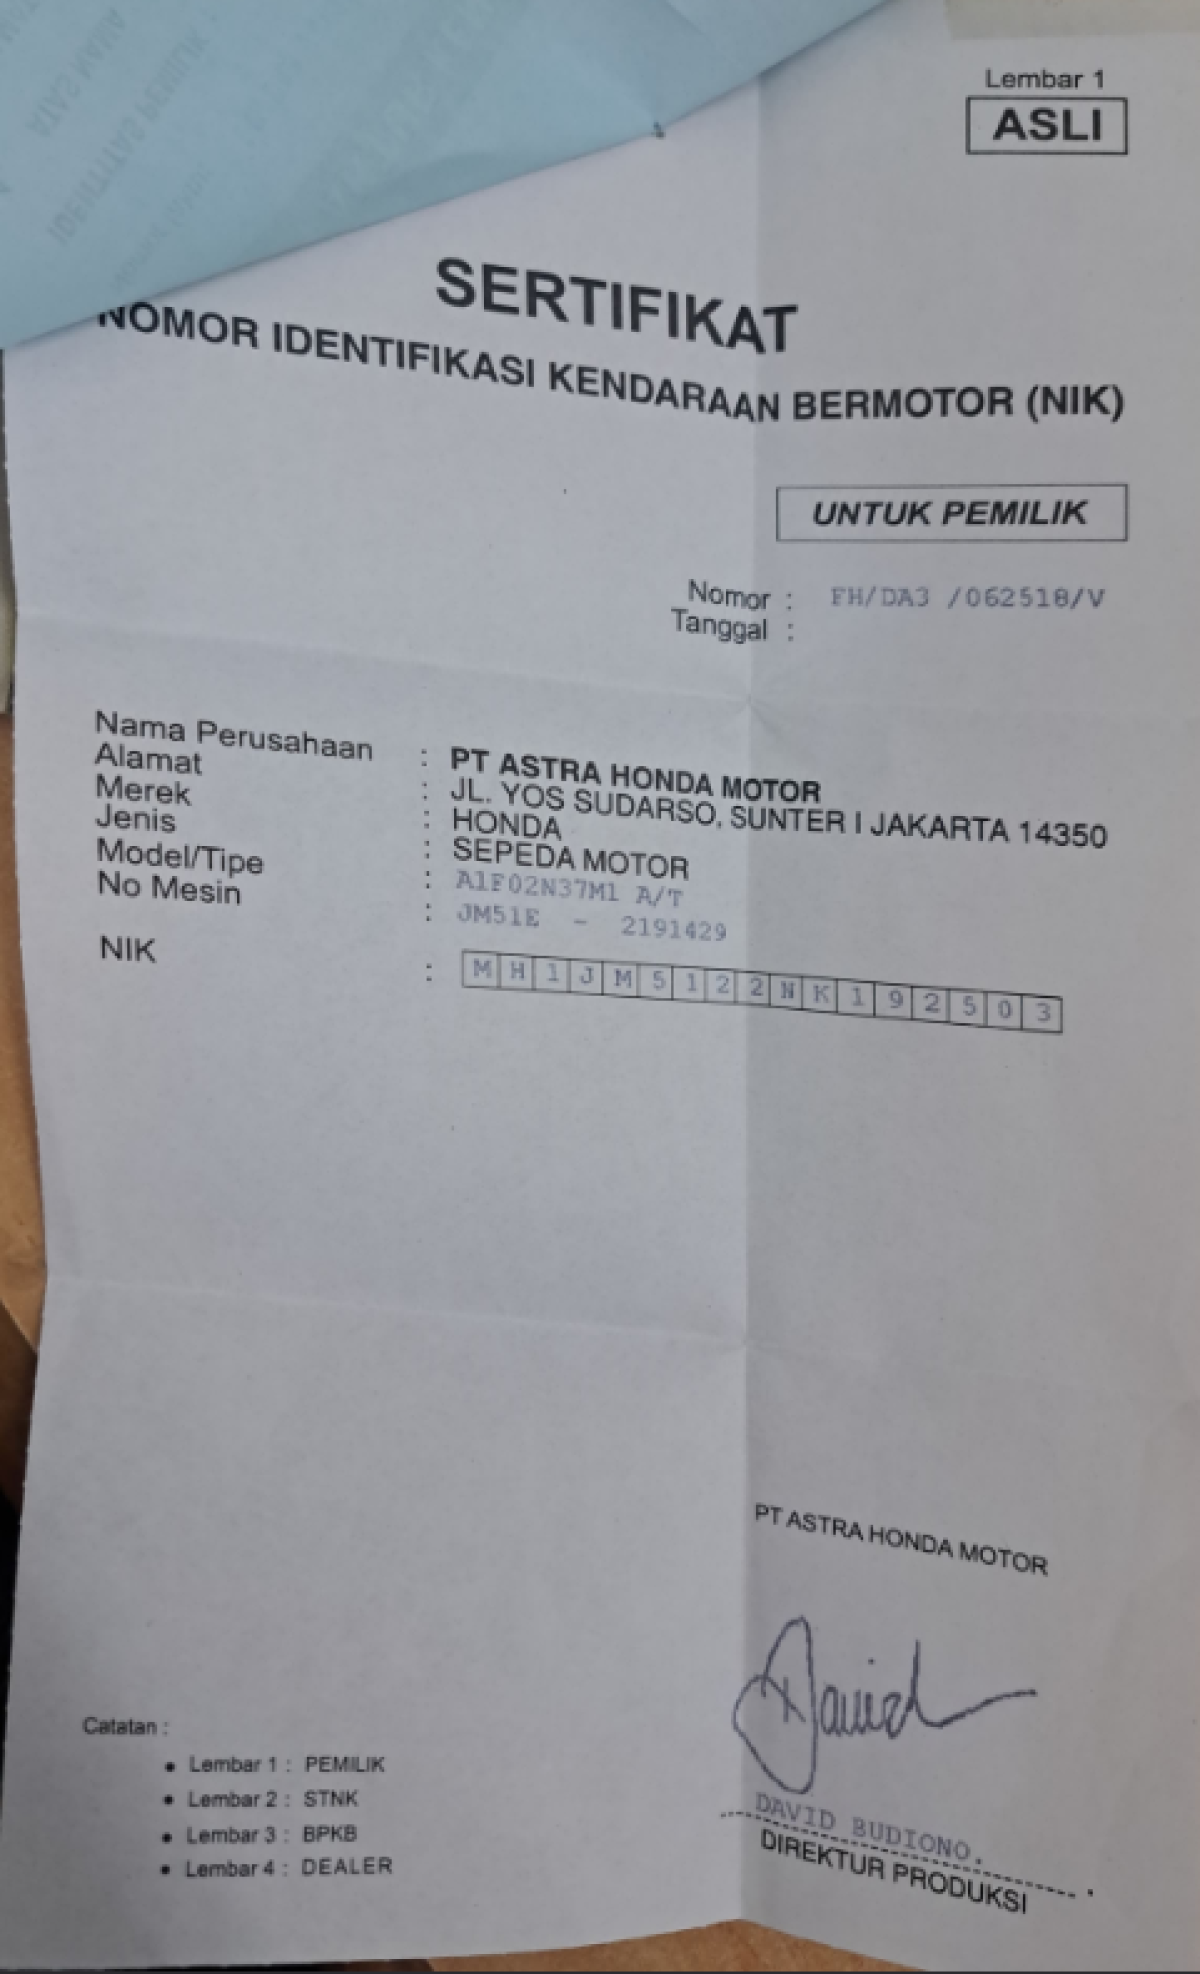 Lembar 1
ASLI
SERTIFIKAT
NOMOR IDENTIFIKASI KENDARAAN BERMOTOR (NIK)
UNTUK PEMILIK
Nomor : FH/DA3 /062518/V
Tanggal :
Nama Perusahaan : PT ASTRA HONDA MOTOR
Alamat : JL. YOS SUDARSO, SUNTER I JAKARTA 14350
Merek : HONDA
Jenis : SEPEDA MOTOR
Model/Tipe : A1F02N37M1 A/T
No Mesin : JM51E - 2191429
NIK : MH1JM5122NK192503
PT ASTRA HONDA MOTOR
David
DAVID BUDIONO.
DIREKTUR PRODUKSI
Catatan :
• Lembar 1 : PEMILIK
• Lembar 2 : STNK
• Lembar 3 : BPKB
• Lembar 4 : DEALER
IDENTITAS PEMILIK